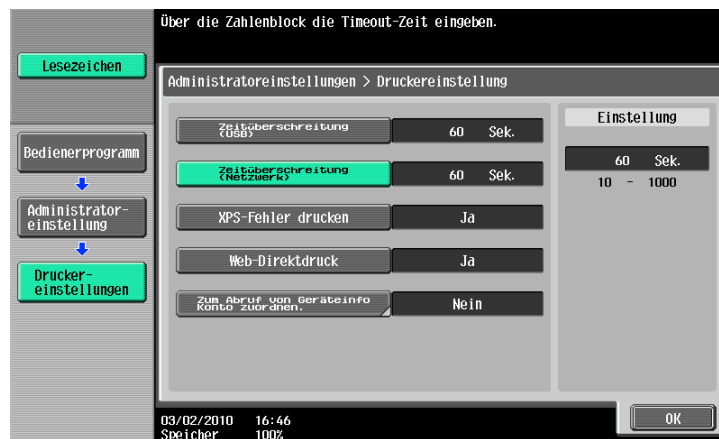 Über die Zahlenblock die Timeout-Zeit eingeben.
Lesezeichen
Administratoreinstellungen > Druckereinstellung
Bedienerprogramm
Administrator-
einstellung
Drucker-
einstellungen
Zeitüberschreitung
(USB)
60 Sek.
Zeitüberschreitung
(Netzwerk)
60 Sek.
XPS-Fehler drucken
Ja
Web-Direktdruck
Ja
Zum Abruf von Geräteinfo
Konto zuordnen.
Nein
Einstellung
60 Sek.
10 - 1000
03/02/2010 16:46
Speicher 100%
OK